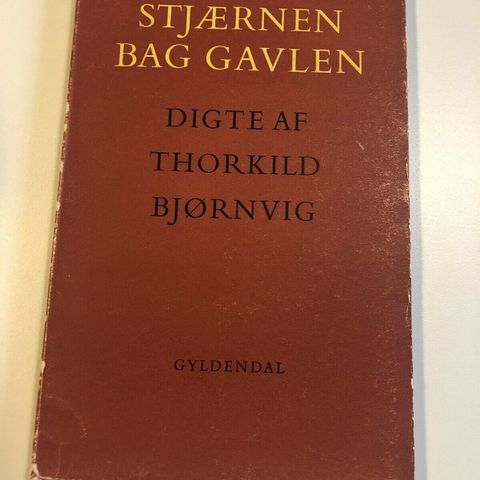 STJÆRNEN
BAG GAVLEN
DIGTE AF
THORKILD
BJØRNVIG
GYLDENDAL